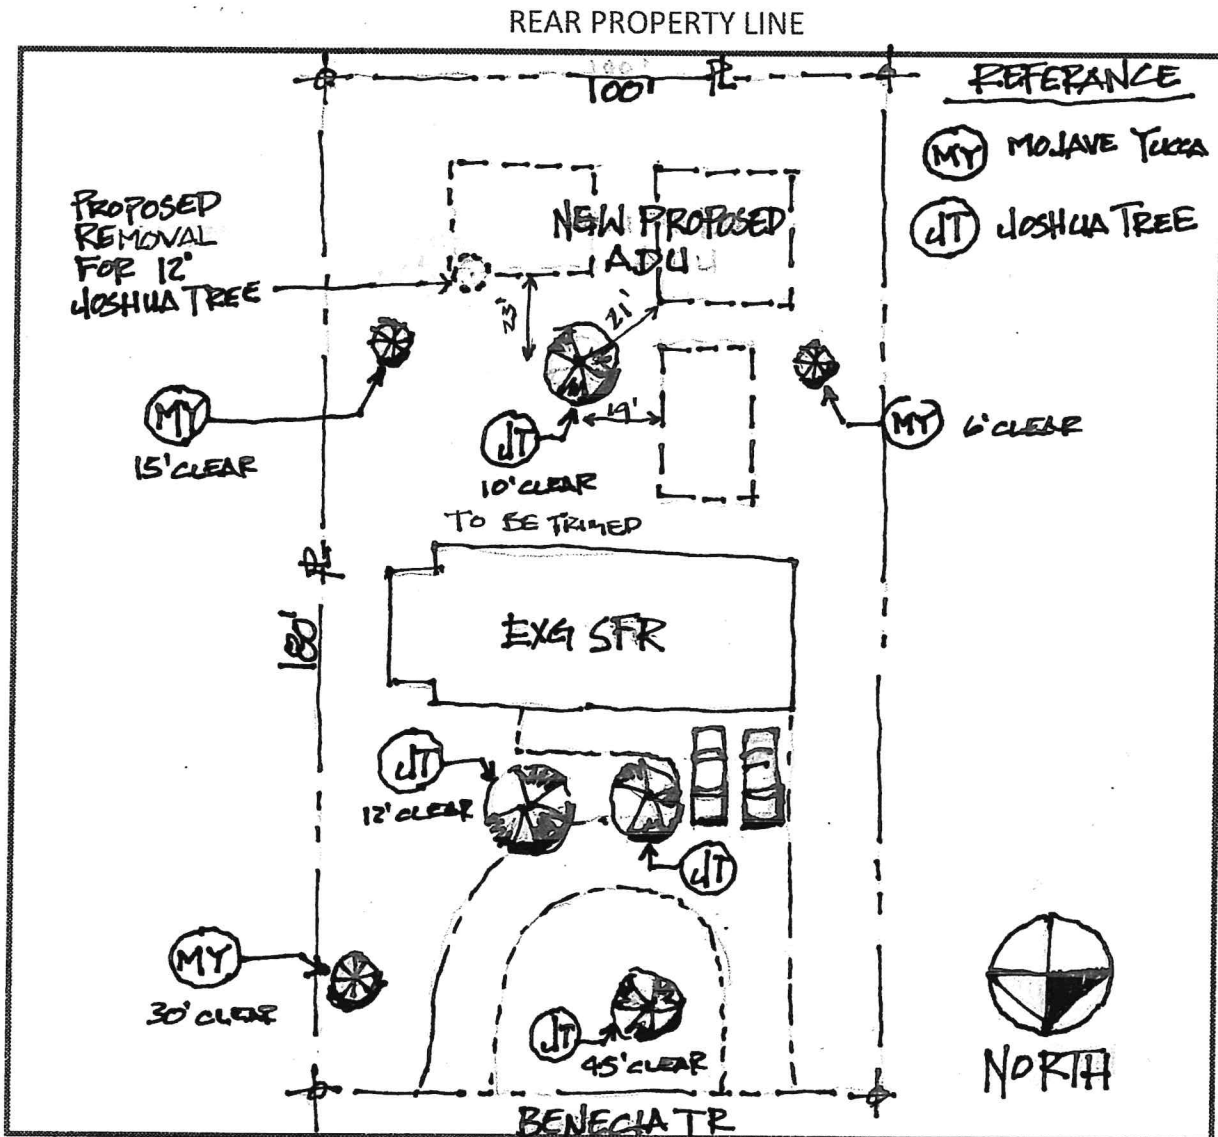 REAR PROPERTY LINE
100'
PL
REFERANCE
MY MOJAVE YUCCA
JT JOSHUA TREE
PROPOSED
REMOVAL
FOR 12"
JOSHUA TREE
NEW PROPOSED
ADU
23'
21'
19'
MY
15' CLEAR
JT
10' CLEAR
TO BE TRIMED
MY 6' CLEAR
PL
180'
EXG SFR
JT
12' CLEAR
JT
MY
30' CLEAR
JT
45' CLEAR
BENECIA TR
NORTH